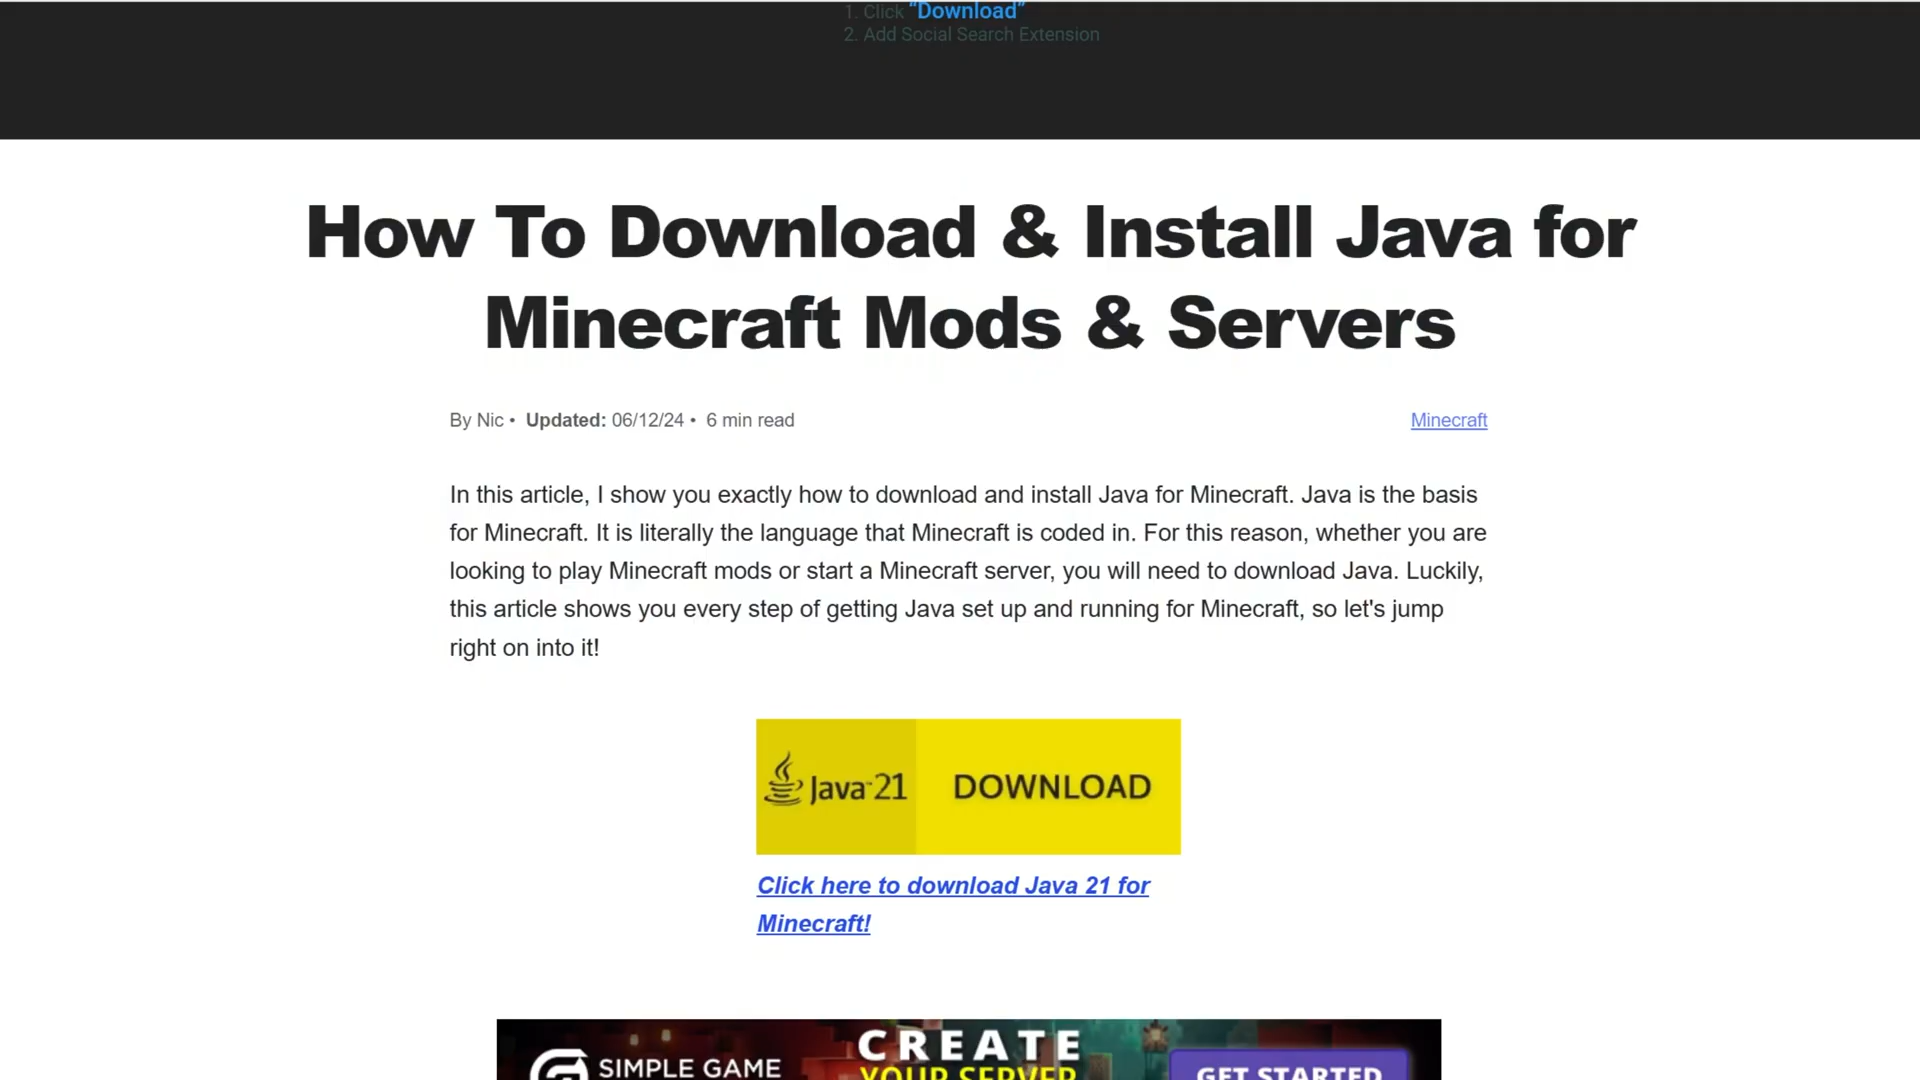 1. Click “Download”
2. Add Social Search Extension
How To Download & Install Java for
Minecraft Mods & Servers
By Nic • Updated: 06/12/24 • 6 min read
Minecraft
In this article, I show you exactly how to download and install Java for Minecraft. Java is the basis
for Minecraft. It is literally the language that Minecraft is coded in. For this reason, whether you are
looking to play Minecraft mods or start a Minecraft server, you will need to download Java. Luckily,
this article shows you every step of getting Java set up and running for Minecraft, so let's jump
right on into it!
Java™21 DOWNLOAD
Click here to download Java 21 for
Minecraft!
CREATE
SIMPLE GAME
YOUR SERVER
GET STARTED